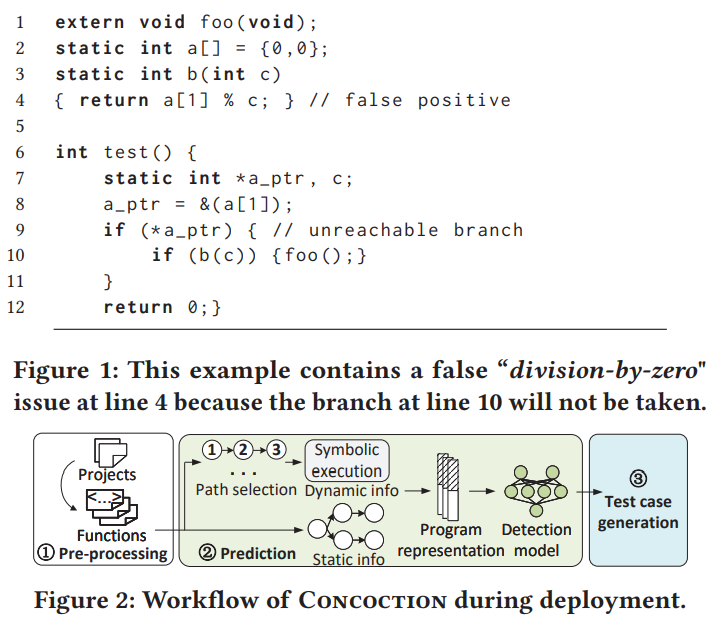 1 extern void foo(void);
2 static int a[] = {0,0};
3 static int b(int c)
4 { return a[1] % c; } // false positive
5
6 int test() {
7 static int *a_ptr, c;
8 a_ptr = &(a[1]);
9 if (*a_ptr) { // unreachable branch
10 if (b(c)) {foo();}
11 }
12 return 0;}
Figure 1: This example contains a false “division-by-zero"
issue at line 4 because the branch at line 10 will not be taken.
Projects
<...>
Functions
① Pre-processing
① ② ③
...
Path selection
Symbolic
execution
Dynamic info
Static info
② Prediction
Program
representation
Detection
model
③
Test case
generation
Figure 2: Workflow of CONCOCTION during deployment.